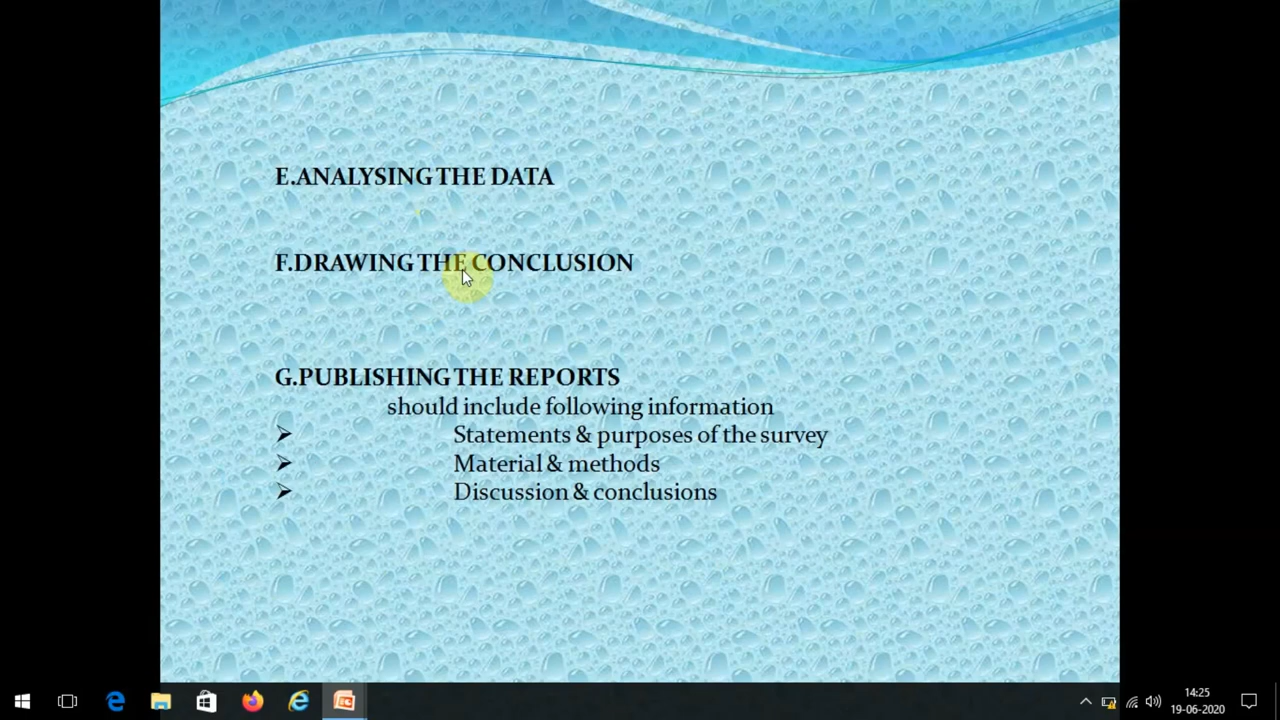 E.ANALYSING THE DATA
F.DRAWING THE CONCLUSION
G.PUBLISHING THE REPORTS
should include following information
Statements & purposes of the survey
Material & methods
Discussion & conclusions
14:25
19-06-2020